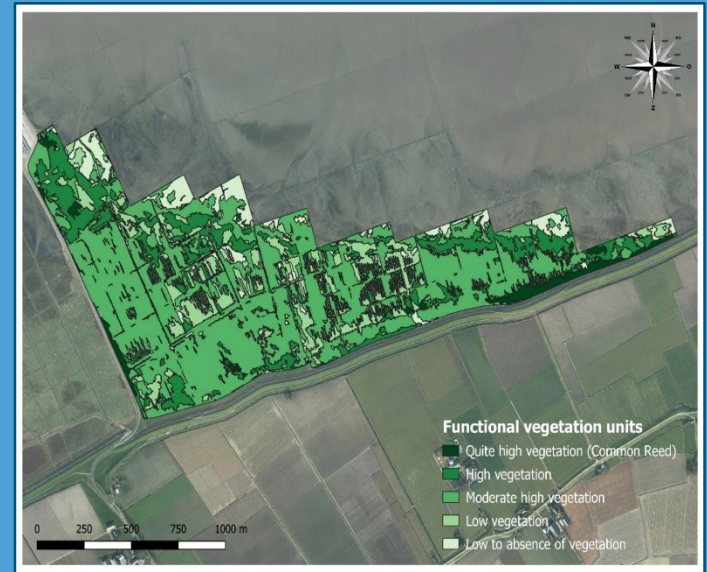 N
W
O
Z
Functional vegetation units
Quite high vegetation (Common Reed)
High vegetation
Moderate high vegetation
Low vegetation
Low to absence of vegetation
0 250 500 750 1000 m